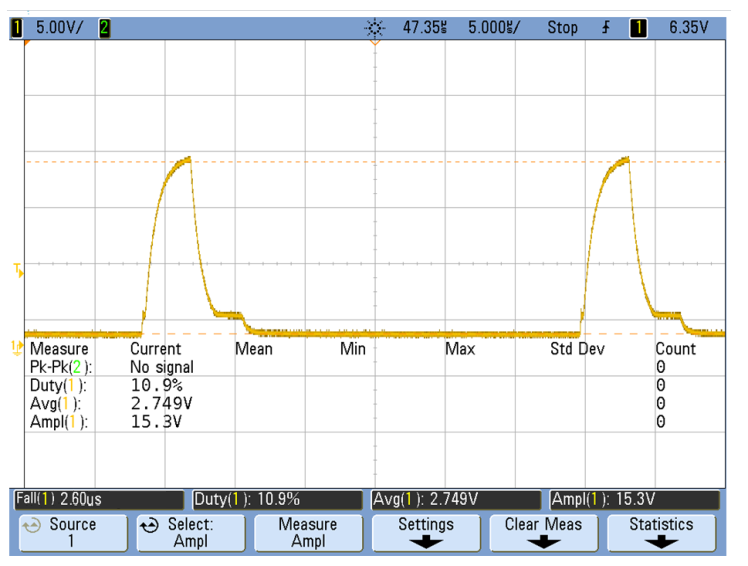 1 5.00V/ 2 47.35µs 5.000µs/ Stop 1 6.35V
T
1
Measure Current Mean Min Max Std Dev Count
Pk-Pk(2): No signal 0
Duty(1): 10.9% 0
Avg(1): 2.749V 0
Ampl(1): 15.3V 0
Fall(1) 2.60us Duty(1): 10.9% Avg(1): 2.749V Ampl(1): 15.3V
Source Select: Measure Settings Clear Meas Statistics
1 Ampl Ampl